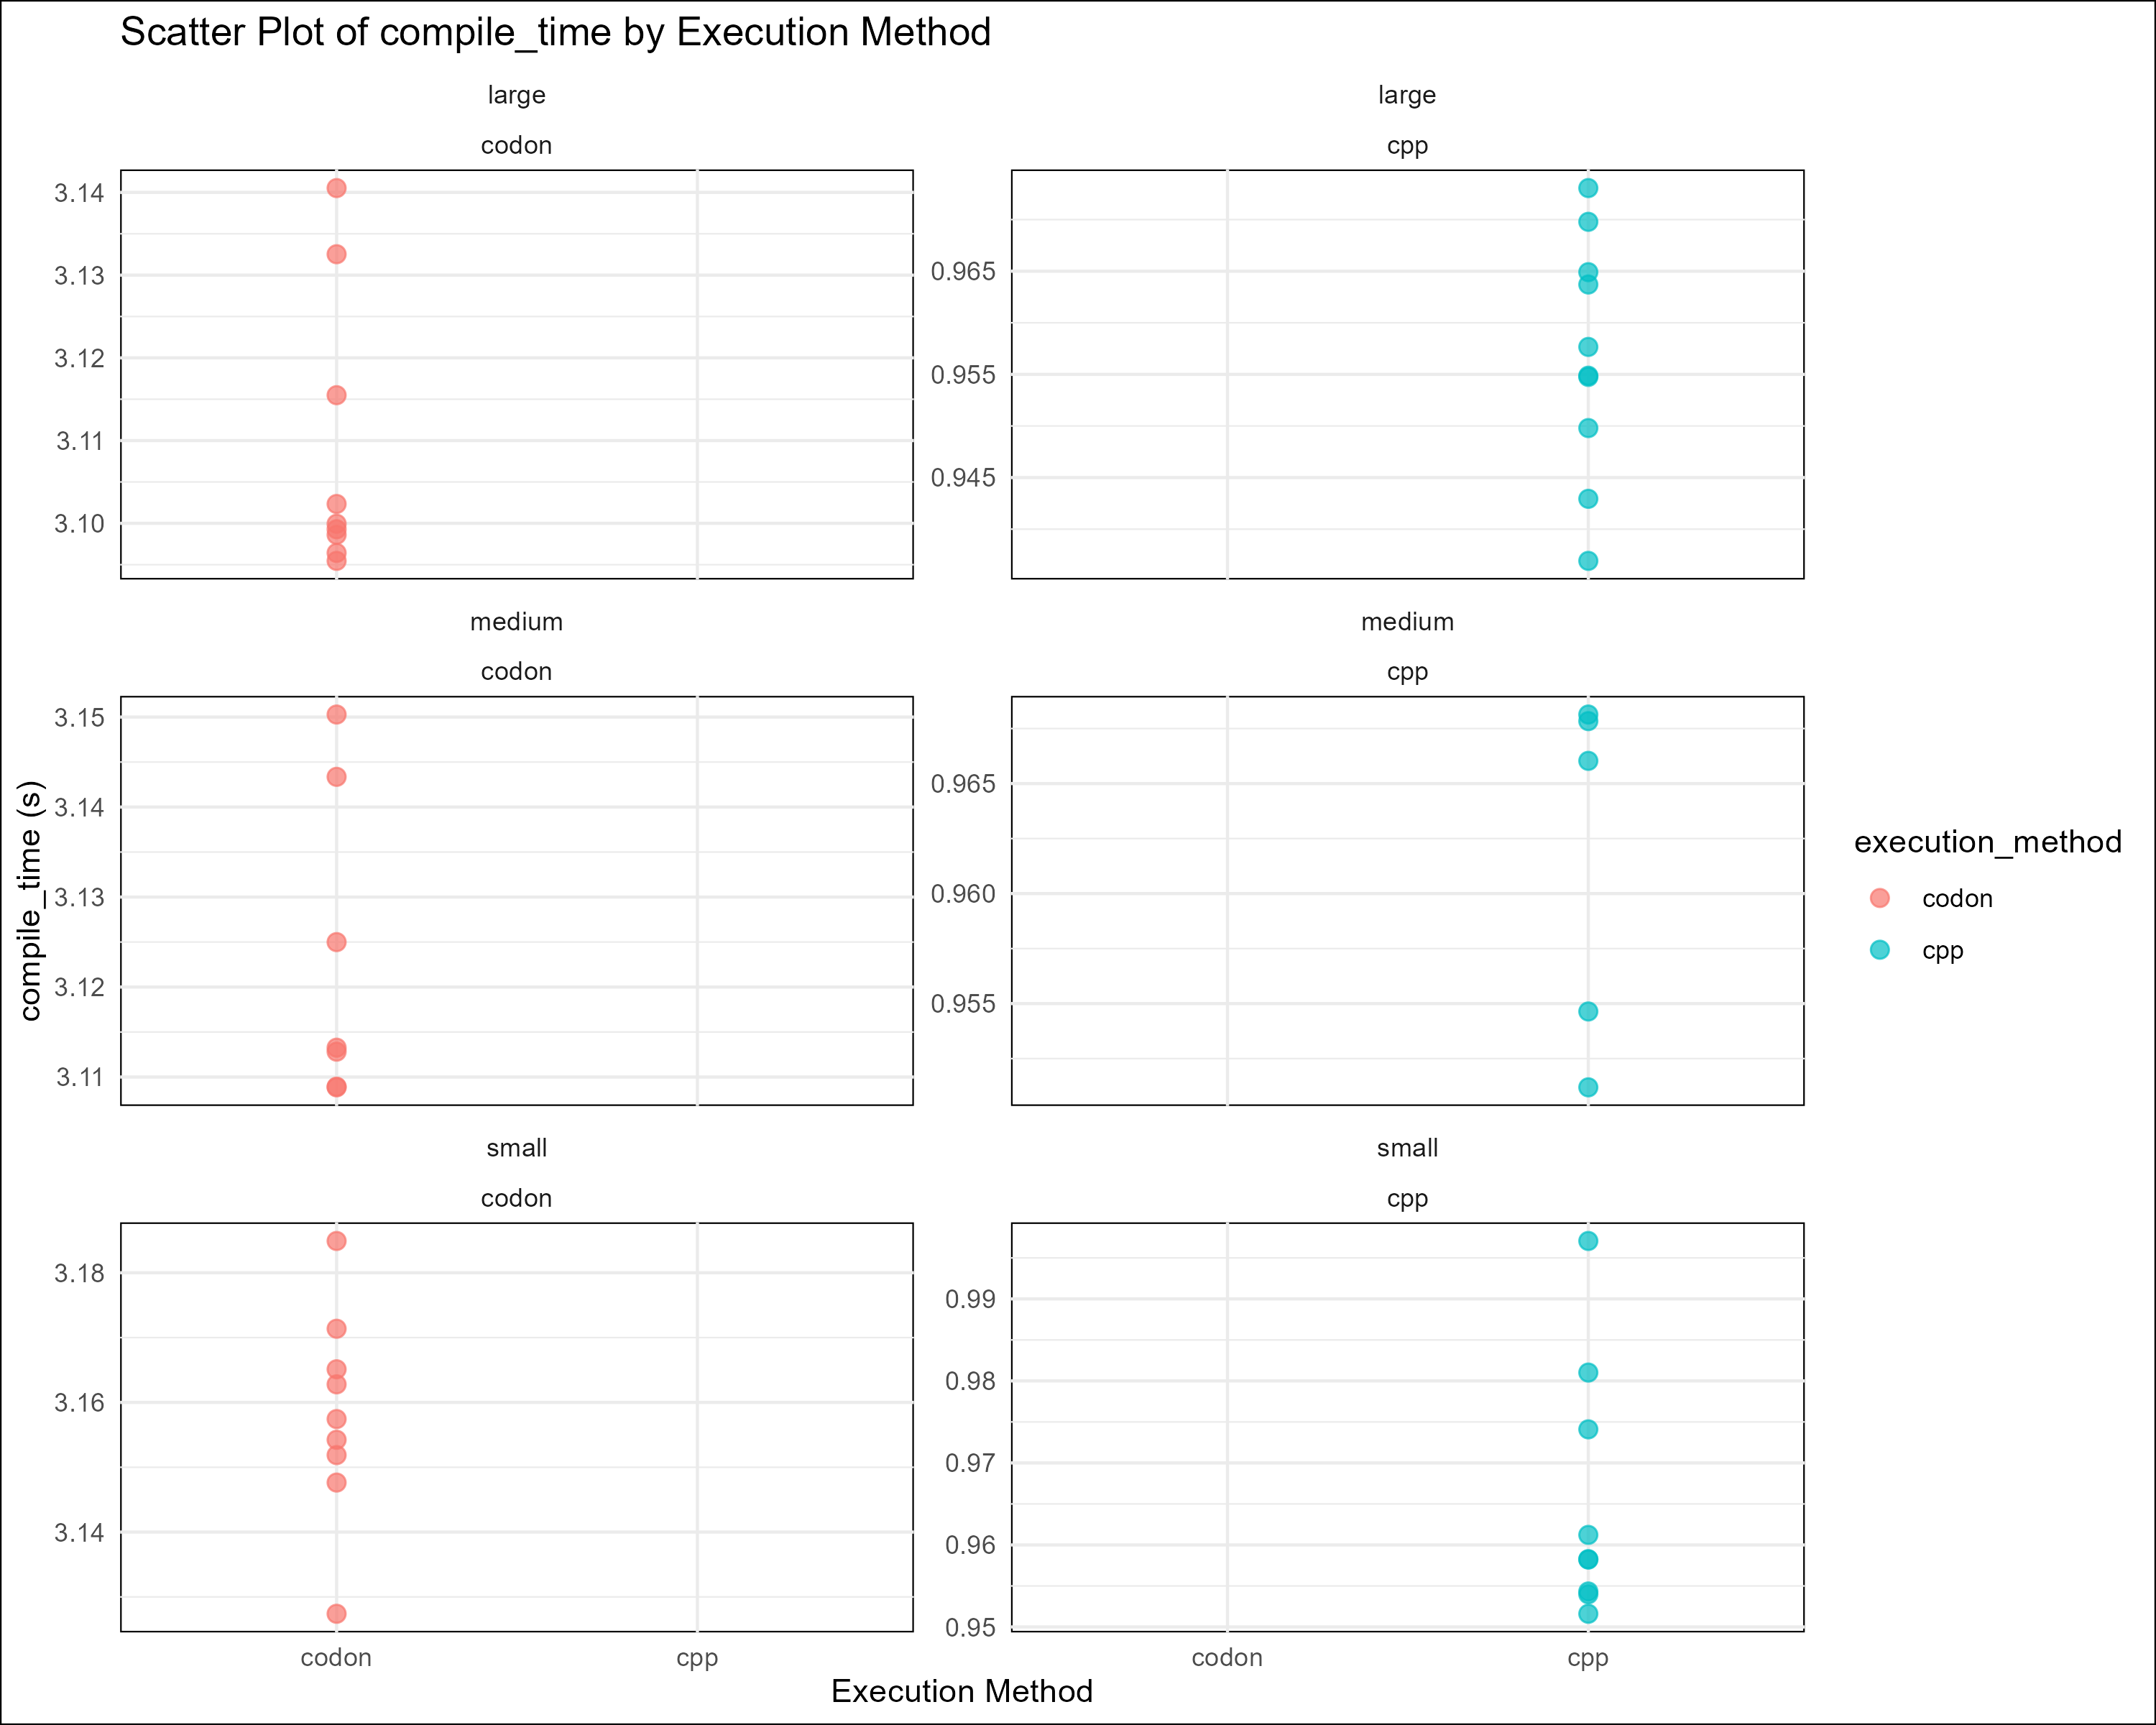 Scatter Plot of compile_time by Execution Method
large
codon
3.14
3.13
3.12
3.11
3.10
large
cpp
0.965
0.955
0.945
medium
codon
3.15
3.14
3.13
3.12
3.11
medium
cpp
0.965
0.960
0.955
small
codon
3.18
3.16
3.14
codon cpp
small
cpp
0.99
0.98
0.97
0.96
0.95
codon cpp
compile_time (s)
Execution Method
execution_method
codon
cpp